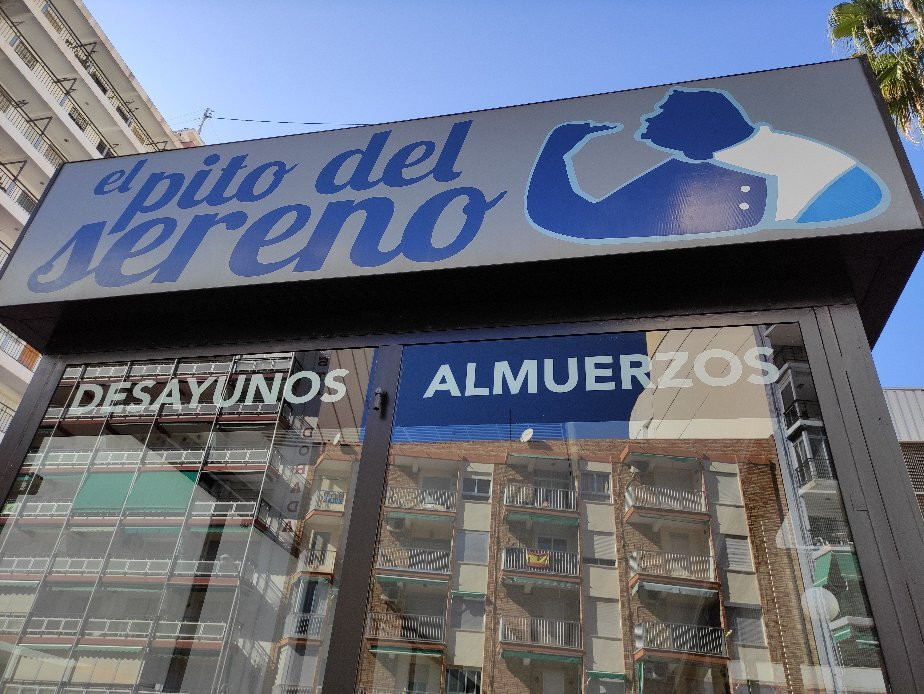 el pito del
sereno
DESAYUNOS
ALMUERZOS